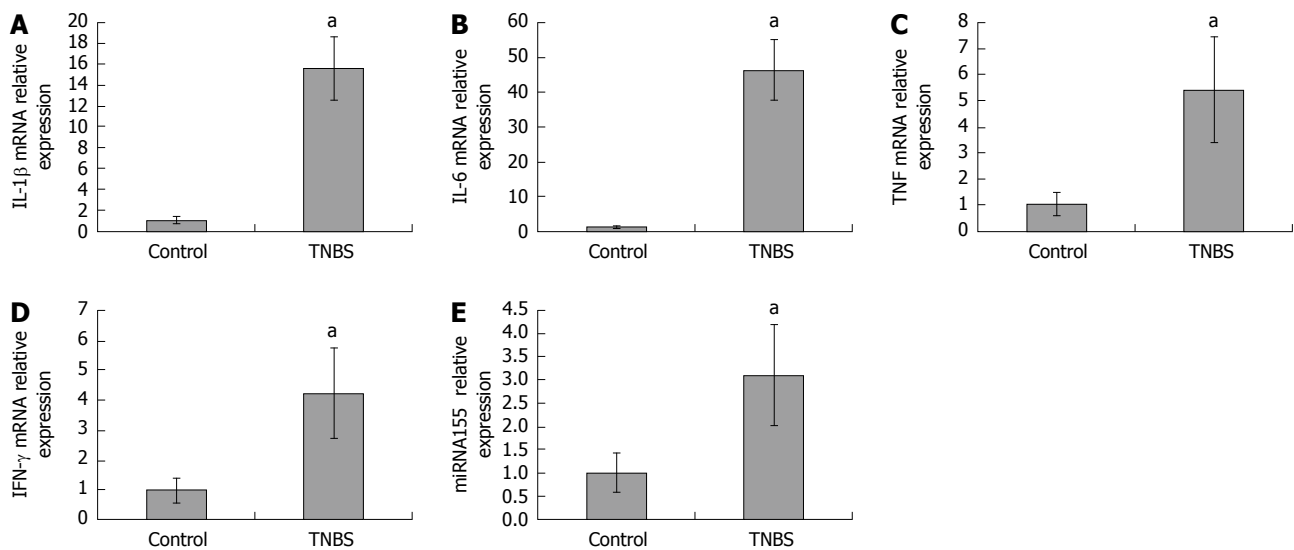 A
IL-1β mRNA relative
expression
20
18
16
14
12
10
8
6
4
2
0
a
Control TNBS
B
IL-6 mRNA relative
expression
60
50
40
30
20
10
0
a
Control TNBS
C
TNF mRNA relative
expression
8
7
6
5
4
3
2
1
0
a
Control TNBS
D
IFN-γ mRNA relative
expression
7
6
5
4
3
2
1
0
a
Control TNBS
E
miRNA155 relative
expression
4.5
4.0
3.5
3.0
2.5
2.0
1.5
1.0
0.5
0.0
a
Control TNBS